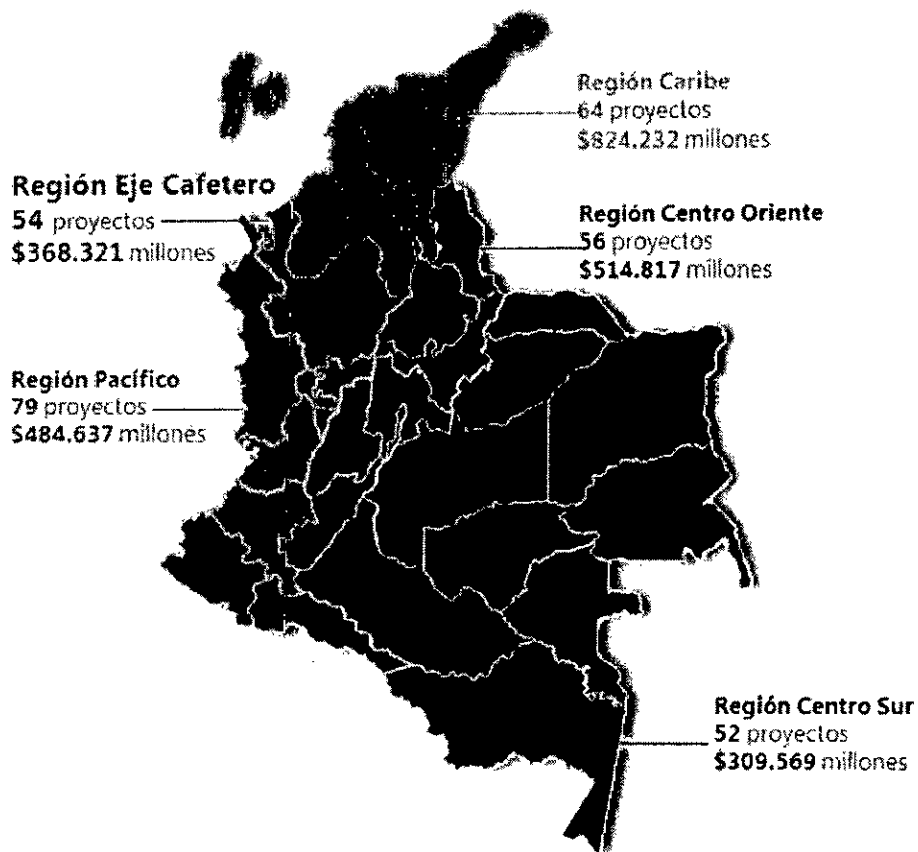 Región Caribe
64 proyectos
$824.232 millones
Región Eje Cafetero
54 proyectos
$368.321 millones
Región Centro Oriente
56 proyectos
$514.817 millones
Región Pacífico
79 proyectos
$484.637 millones
Región Centro Sur
52 proyectos
$309.569 millones